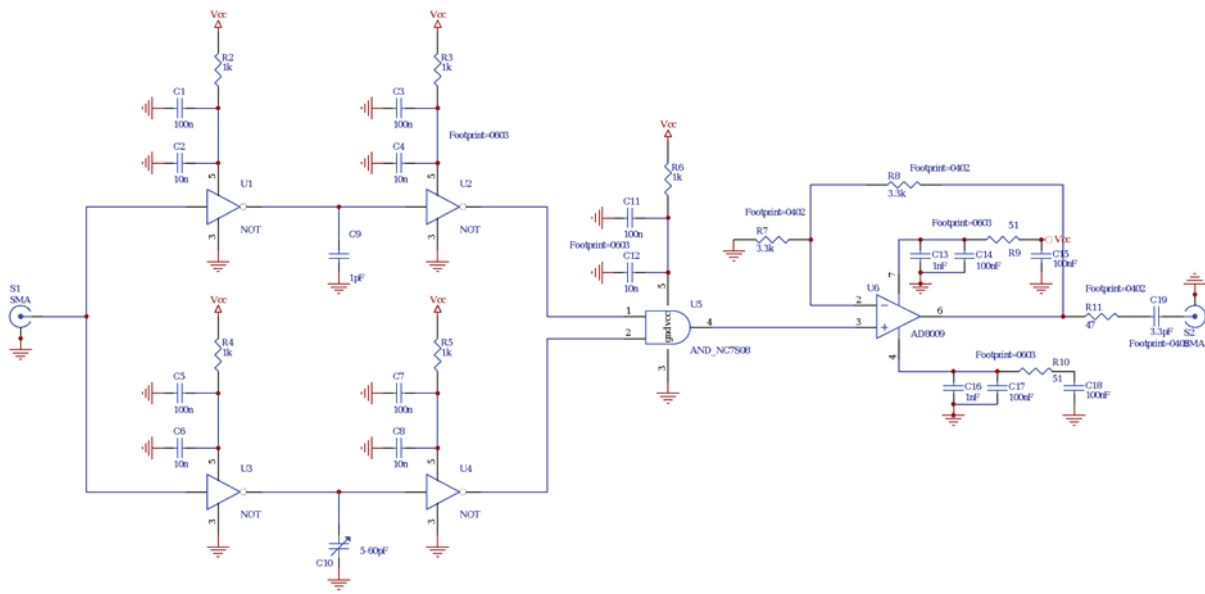 Vcc
Vcc
R2
1k
R3
1k
C1
100n
C3
100n
Footprint=0603
Vcc
C2
10n
C4
10n
R6
1k
5
U1
5
U2
R8
3.3k
Footprint=0402
NOT
3
NOT
3
C11
100n
Footprint=0402
R7
3.3k
Footprint=0603
51
R9
Vcc
C9
1pF
Footprint=0603
C12
10n
C13
1nF
C14
100nF
C15
100nF
7
S1
SMA
Vcc
Vcc
5
U5
U6
2
Footprint=0402
R11
47
C19
3.3pF
1
2
gnd
vcc
4
3
6
AD8009
S2
SMA
R4
1k
R5
1k
AND_NC7S08
Footprint=0402
3
4
Footprint=0603
R10
51
C5
100n
C7
100n
C16
1nF
C17
100nF
C18
100nF
C6
10n
C8
10n
5
U3
5
U4
NOT
3
NOT
3
5-60pF
C10